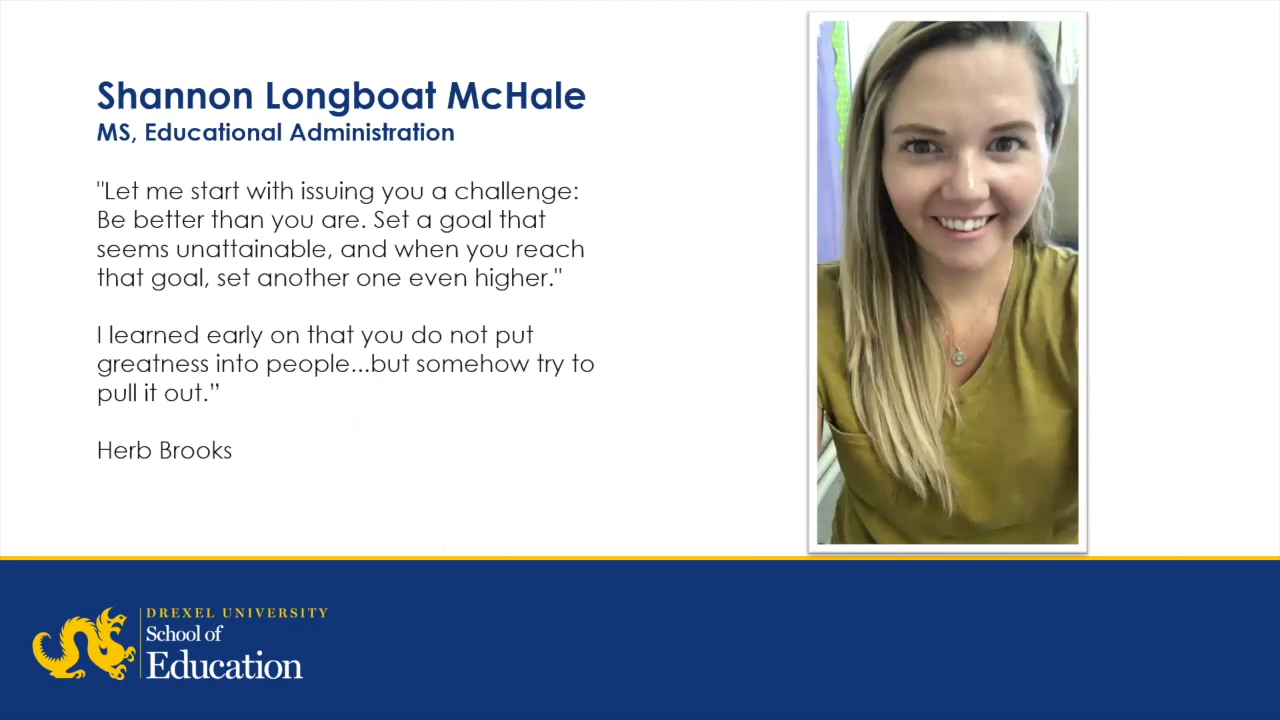 Shannon Longboat McHale
MS, Educational Administration
"Let me start with issuing you a challenge:
Be better than you are. Set a goal that
seems unattainable, and when you reach
that goal, set another one even higher."
I learned early on that you do not put
greatness into people...but somehow try to
pull it out.”
Herb Brooks
DREXEL UNIVERSITY
School of
Education